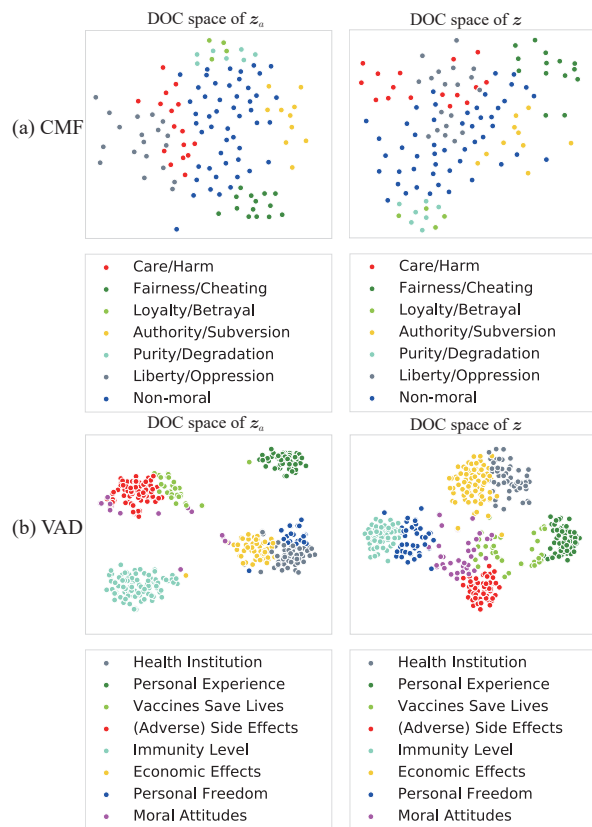 DOC space of zₐ
DOC space of z
(a) CMF
Care/Harm
Fairness/Cheating
Loyalty/Betrayal
Authority/Subversion
Purity/Degradation
Liberty/Oppression
Non-moral
Care/Harm
Fairness/Cheating
Loyalty/Betrayal
Authority/Subversion
Purity/Degradation
Liberty/Oppression
Non-moral
DOC space of zₐ
DOC space of z
(b) VAD
Health Institution
Personal Experience
Vaccines Save Lives
(Adverse) Side Effects
Immunity Level
Economic Effects
Personal Freedom
Moral Attitudes
Health Institution
Personal Experience
Vaccines Save Lives
(Adverse) Side Effects
Immunity Level
Economic Effects
Personal Freedom
Moral Attitudes